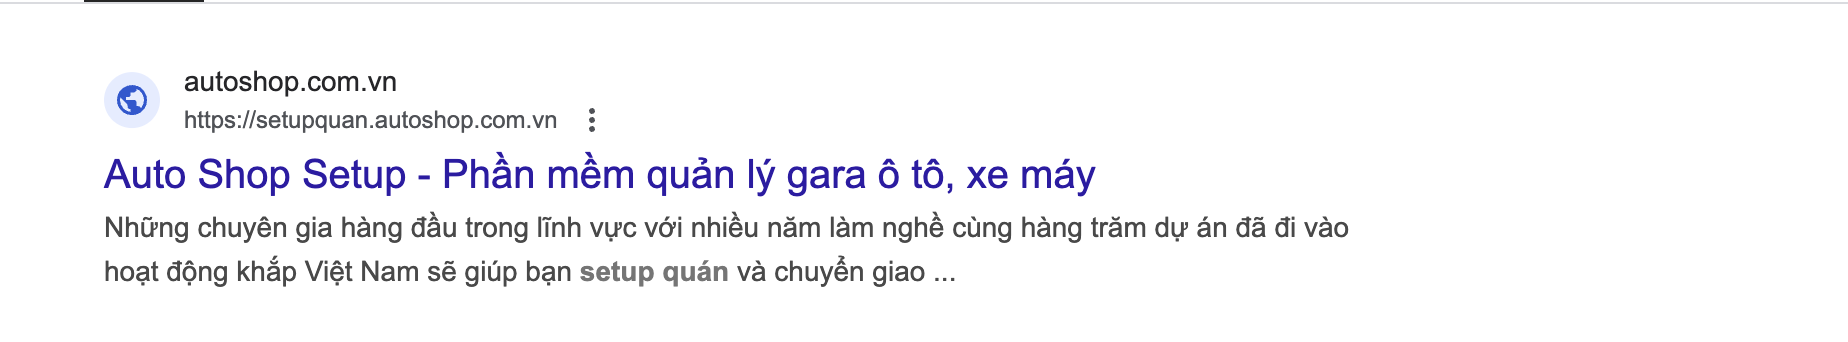 autoshop.com.vn
https://setupquan.autoshop.com.vn
Auto Shop Setup - Phần mềm quản lý gara ô tô, xe máy
Những chuyên gia hàng đầu trong lĩnh vực với nhiều năm làm nghề cùng hàng trăm dự án đã đi vào
hoạt động khắp Việt Nam sẽ giúp bạn setup quán và chuyển giao ...